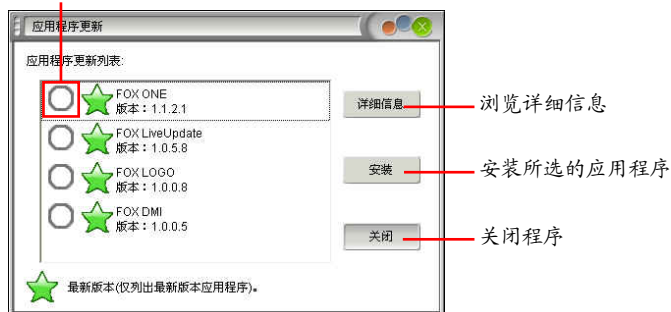 应用程序更新
应用程序更新列表:
FOX ONE
版本：1.1.2.1
详细信息
浏览详细信息
FOX LiveUpdate
版本：1.0.5.8
FOX LOGO
版本：1.0.0.8
安装
安装所选的应用程序
FOX DMI
版本：1.0.0.5
关闭
关闭程序
最新版本(仅列出最新版本应用程序)。